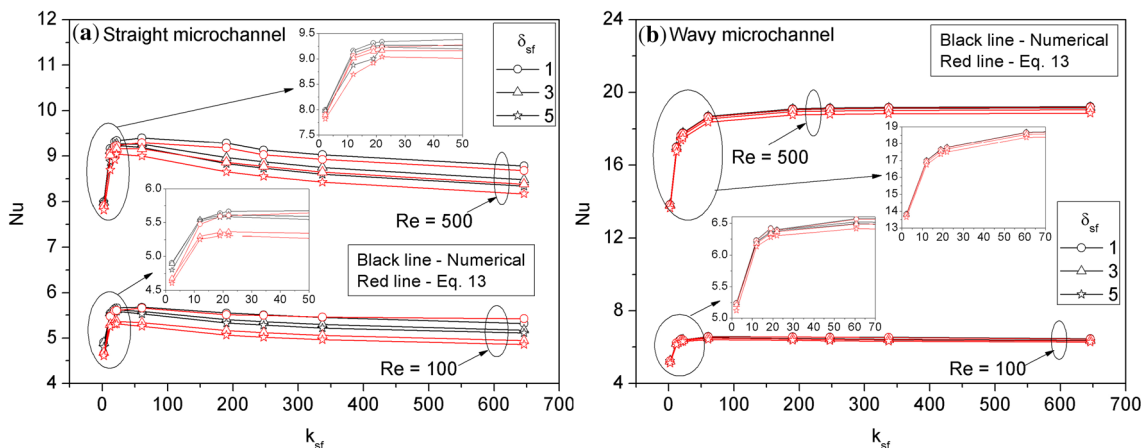 (a) Straight microchannel
δsf
1
3
5
12
11
10
9
8
7
6
5
4
Nu
9.5
9.0
8.5
8.0
7.5
0 10 20 30 40 50
Re = 500
6.0
5.5
5.0
4.5
0 10 20 30 40 50
Black line - Numerical
Red line - Eq. 13
Re = 100
0 100 200 300 400 500 600 700
ksf
(b) Wavy microchannel
Black line - Numerical
Red line - Eq. 13
24
20
16
12
8
4
Nu
Re = 500
19
18
17
16
15
14
13
0 10 20 30 40 50 60 70
6.5
6.0
5.5
5.0
0 10 20 30 40 50 60 70
δsf
1
3
5
Re = 100
0 100 200 300 400 500 600 700
ksf